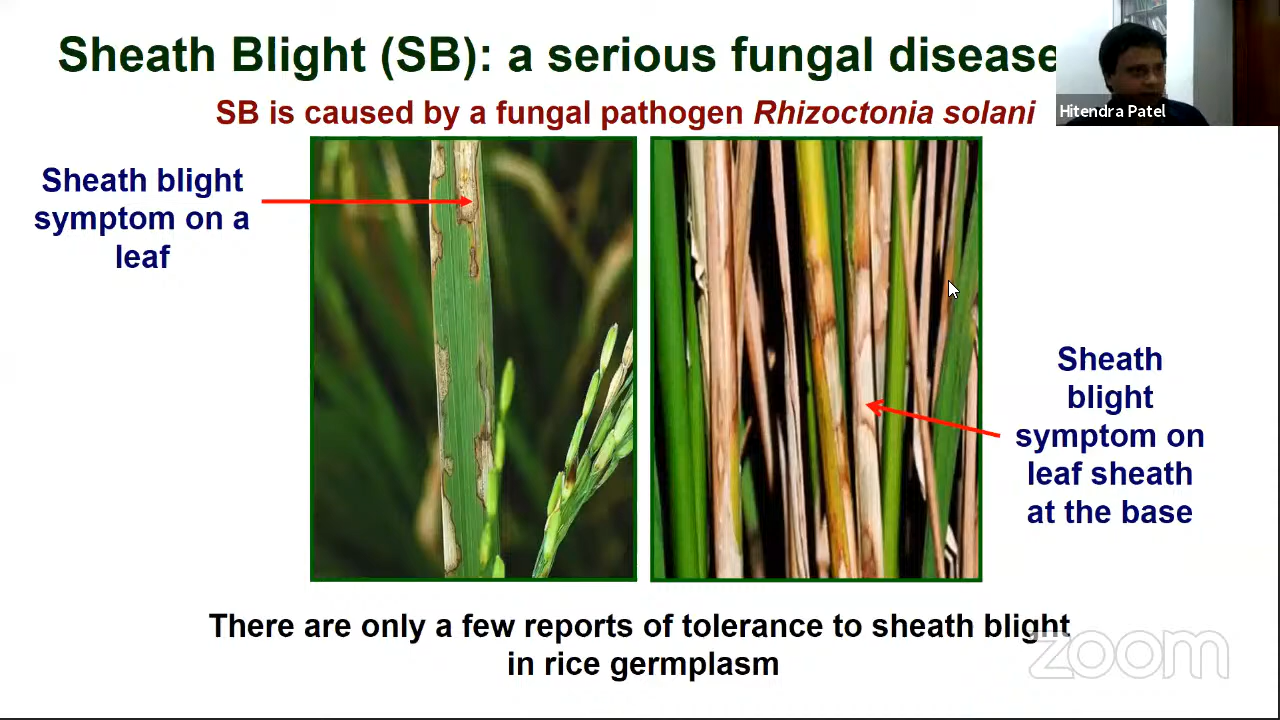 Sheath Blight (SB): a serious fungal disease
SB is caused by a fungal pathogen Rhizoctonia solani
Hitendra Patel
Sheath blight
symptom on a
leaf
Sheath
blight
symptom on
leaf sheath
at the base
There are only a few reports of tolerance to sheath blight
in rice germplasm
zoom